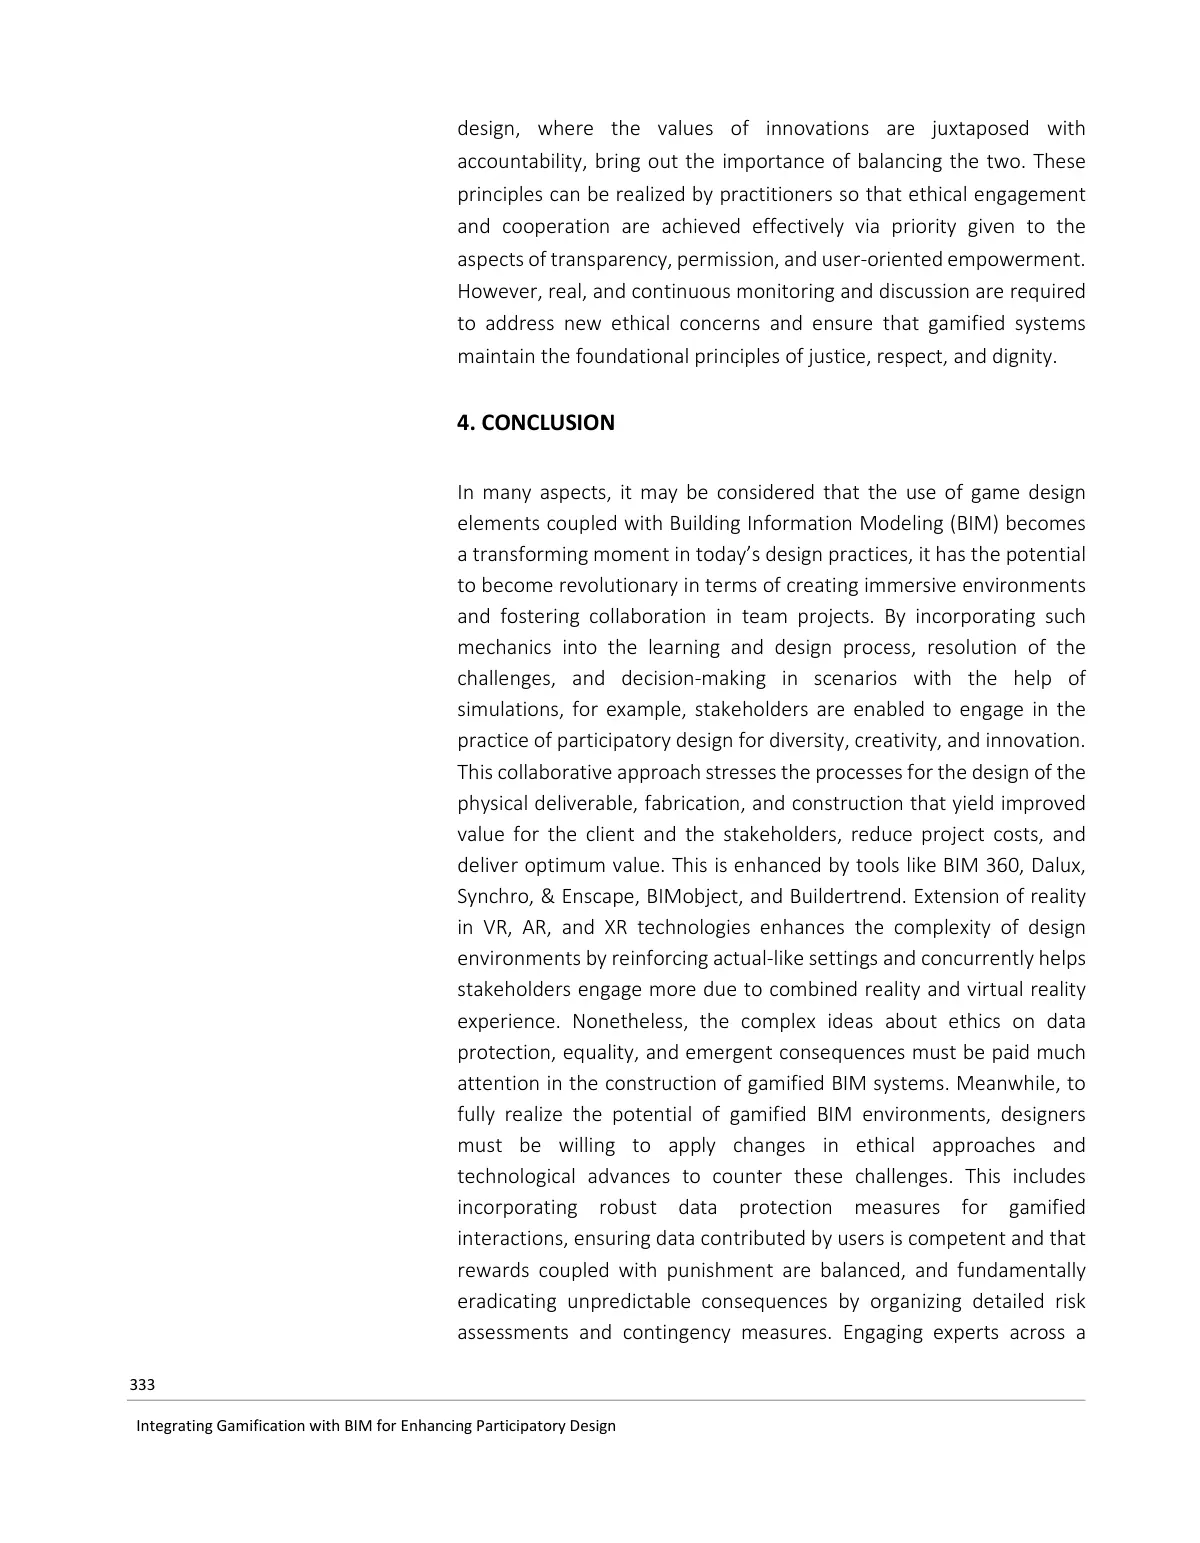 design, where the values of innovations are juxtaposed with
accountability, bring out the importance of balancing the two. These
principles can be realized by practitioners so that ethical engagement
and cooperation are achieved effectively via priority given to the
aspects of transparency, permission, and user-oriented empowerment.
However, real, and continuous monitoring and discussion are required
to address new ethical concerns and ensure that gamified systems
maintain the foundational principles of justice, respect, and dignity.
4. CONCLUSION
In many aspects, it may be considered that the use of game design
elements coupled with Building Information Modeling (BIM) becomes
a transforming moment in today’s design practices, it has the potential
to become revolutionary in terms of creating immersive environments
and fostering collaboration in team projects. By incorporating such
mechanics into the learning and design process, resolution of the
challenges, and decision-making in scenarios with the help of
simulations, for example, stakeholders are enabled to engage in the
practice of participatory design for diversity, creativity, and innovation.
This collaborative approach stresses the processes for the design of the
physical deliverable, fabrication, and construction that yield improved
value for the client and the stakeholders, reduce project costs, and
deliver optimum value. This is enhanced by tools like BIM 360, Dalux,
Synchro, & Enscape, BIMobject, and Buildertrend. Extension of reality
in VR, AR, and XR technologies enhances the complexity of design
environments by reinforcing actual-like settings and concurrently helps
stakeholders engage more due to combined reality and virtual reality
experience. Nonetheless, the complex ideas about ethics on data
protection, equality, and emergent consequences must be paid much
attention in the construction of gamified BIM systems. Meanwhile, to
fully realize the potential of gamified BIM environments, designers
must be willing to apply changes in ethical approaches and
technological advances to counter these challenges. This includes
incorporating robust data protection measures for gamified
interactions, ensuring data contributed by users is competent and that
rewards coupled with punishment are balanced, and fundamentally
eradicating unpredictable consequences by organizing detailed risk
assessments and contingency measures. Engaging experts across a
333
Integrating Gamification with BIM for Enhancing Participatory Design